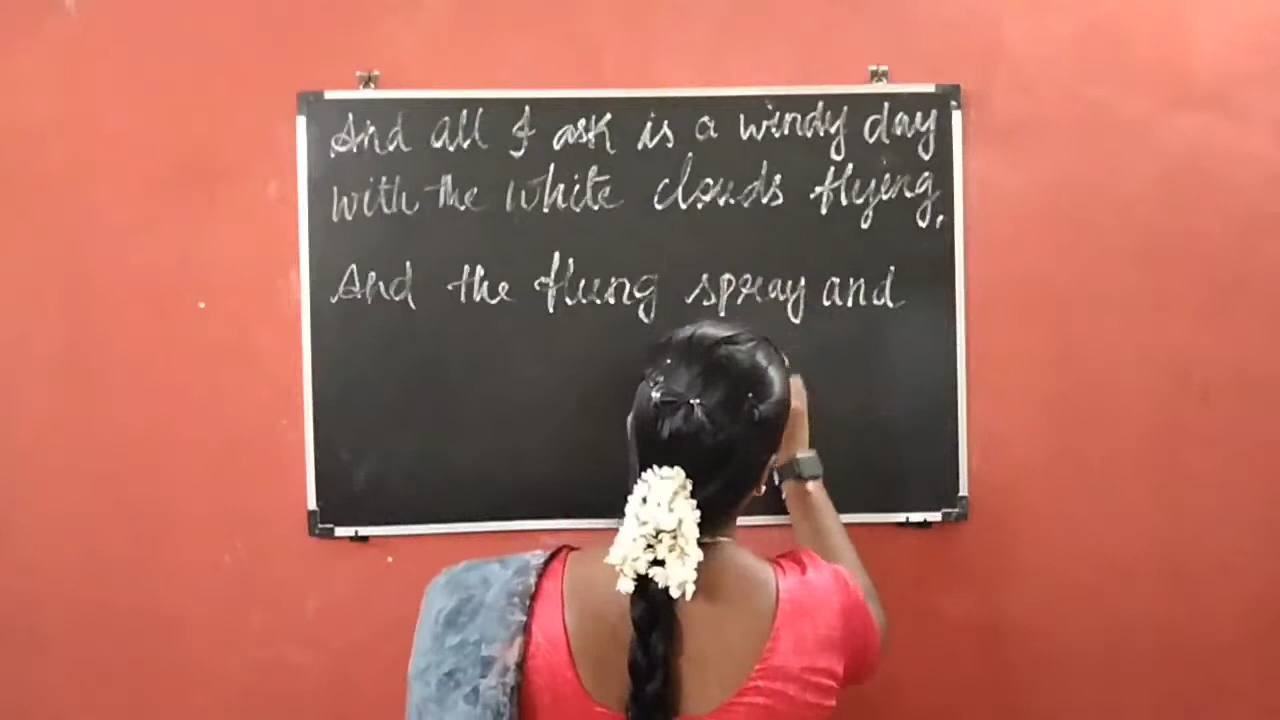 And all I ask is a windy day
with the white clouds flying,
And the flung spray and